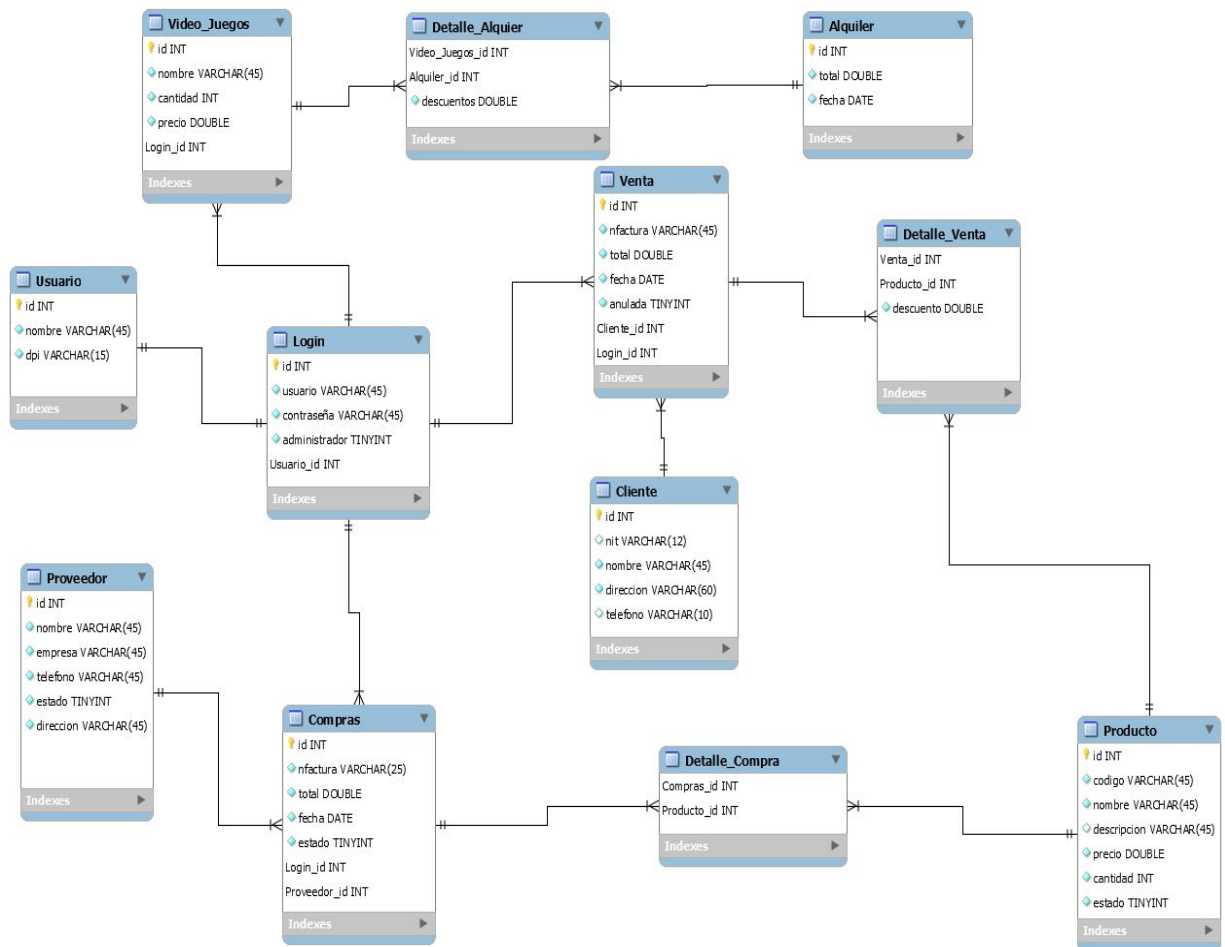 Video_Juegos
id INT
nombre VARCHAR(45)
cantidad INT
precio DOUBLE
Login_id INT
Indexes
Detalle_Alquier
Video_Juegos_id INT
Alquiler_id INT
descuentos DOUBLE
Indexes
Alquiler
id INT
total DOUBLE
fecha DATE
Indexes
Venta
id INT
nfactura VARCHAR(45)
total DOUBLE
fecha DATE
anulada TINYINT
Cliente_id INT
Login_id INT
Indexes
Detalle_Venta
Venta_id INT
Producto_id INT
descuento DOUBLE
Indexes
Usuario
id INT
nombre VARCHAR(45)
dpi VARCHAR(15)
Indexes
Login
id INT
usuario VARCHAR(45)
contraseña VARCHAR(45)
administrador TINYINT
Usuario_id INT
Indexes
Cliente
id INT
nit VARCHAR(12)
nombre VARCHAR(45)
direccion VARCHAR(60)
telefono VARCHAR(10)
Indexes
Proveedor
id INT
nombre VARCHAR(45)
empresa VARCHAR(45)
telefono VARCHAR(45)
estado TINYINT
direccion VARCHAR(45)
Indexes
Compras
id INT
nfactura VARCHAR(25)
total DOUBLE
fecha DATE
estado TINYINT
Login_id INT
Proveedor_id INT
Indexes
Detalle_Compra
Compras_id INT
Producto_id INT
Indexes
Producto
id INT
codigo VARCHAR(45)
nombre VARCHAR(45)
descripcion VARCHAR(45)
precio DOUBLE
cantidad INT
estado TINYINT
Indexes